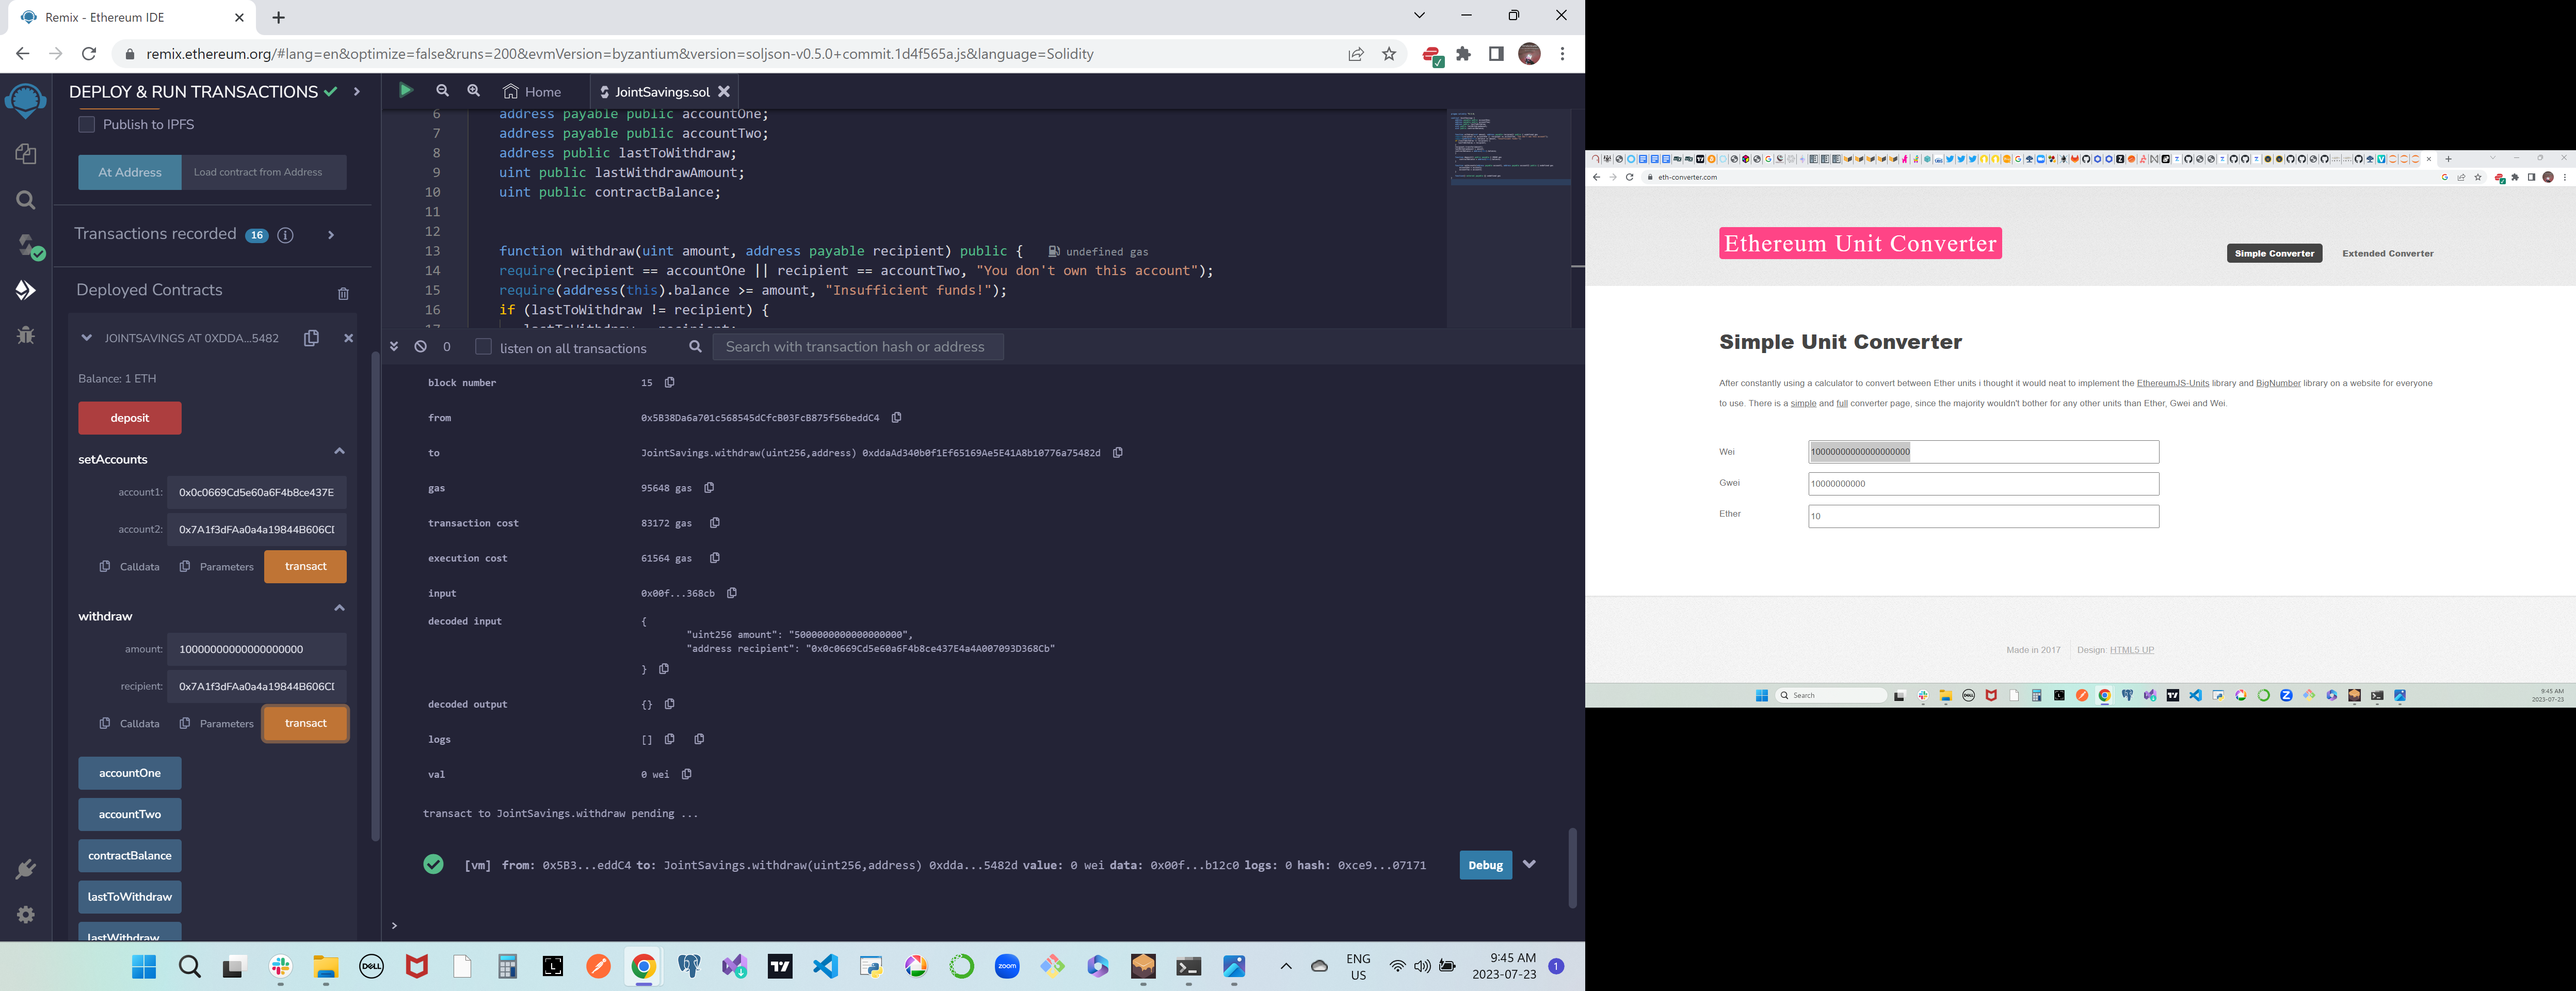 Remix - Ethereum IDE
remix.ethereum.org/#lang=en&optimize=false&runs=200&evmVersion=byzantium&version=soljson-v0.5.0+commit.1d4f565a.js&language=Solidity
DEPLOY & RUN TRANSACTIONS
Publish to IPFS
At Address
Load contract from Address
Transactions recorded 16
Deployed Contracts
JOINTSAVINGS AT 0XDDA...5482
Balance: 1 ETH
deposit
setAccounts
account1: 0x0c0669Cd5e60a6F4b8ce437E
account2: 0x7A1f3dFAa0a4a19844B606CD
Calldata Parameters transact
withdraw
amount: 10000000000000000000
recipient: 0x7A1f3dFAa0a4a19844B606CD
Calldata Parameters transact
accountOne
accountTwo
contractBalance
lastToWithdraw
lastWithdraw
Home
JointSavings.sol
6 address payable public accountOne;
7 address payable public accountTwo;
8 address public lastToWithdraw;
9 uint public lastWithdrawAmount;
10 uint public contractBalance;
11
12
13 function withdraw(uint amount, address payable recipient) public { undefined gas
14 require(recipient == accountOne || recipient == accountTwo, "You don't own this account");
15 require(address(this).balance >= amount, "Insufficient funds!");
16 if (lastToWithdraw != recipient) {
17 lastToWithdraw = recipient;
0
listen on all transactions
Search with transaction hash or address
block number 15
from 0x5B38Da6a701c568545dCfcB03FcB875f56beddC4
to JointSavings.withdraw(uint256,address) 0xddaAd340b0f1Ef65169Ae5E41A8b10776a75482d
gas 95648 gas
transaction cost 83172 gas
execution cost 61564 gas
input 0x00f...368cb
decoded input {
"uint256 amount": "5000000000000000000",
"address recipient": "0x0c0669Cd5e60a6F4b8ce437E4a4A007093D368Cb"
}
decoded output {}
logs []
val 0 wei
transact to JointSavings.withdraw pending ...
[vm] from: 0x5B3...eddC4 to: JointSavings.withdraw(uint256,address) 0xdda...5482d value: 0 wei data: 0x00f...b12c0 logs: 0 hash: 0xce9...07171
Debug
>
DELL
zoom
ENG
US
9:45 AM
2023-07-23
1
eth-converter.com
Ethereum Unit Converter
Simple Converter
Extended Converter
Simple Unit Converter
After constantly using a calculator to convert between Ether units i thought it would neat to implement the EthereumJS-Units library and BigNumber library on a website for everyone
to use. There is a simple and full converter page, since the majority wouldn't bother for any other units than Ether, Gwei and Wei.
Wei 10000000000000000000
Gwei 10000000000
Ether 10
Made in 2017
Design: HTML5 UP
Search
9:45 AM
2023-07-23